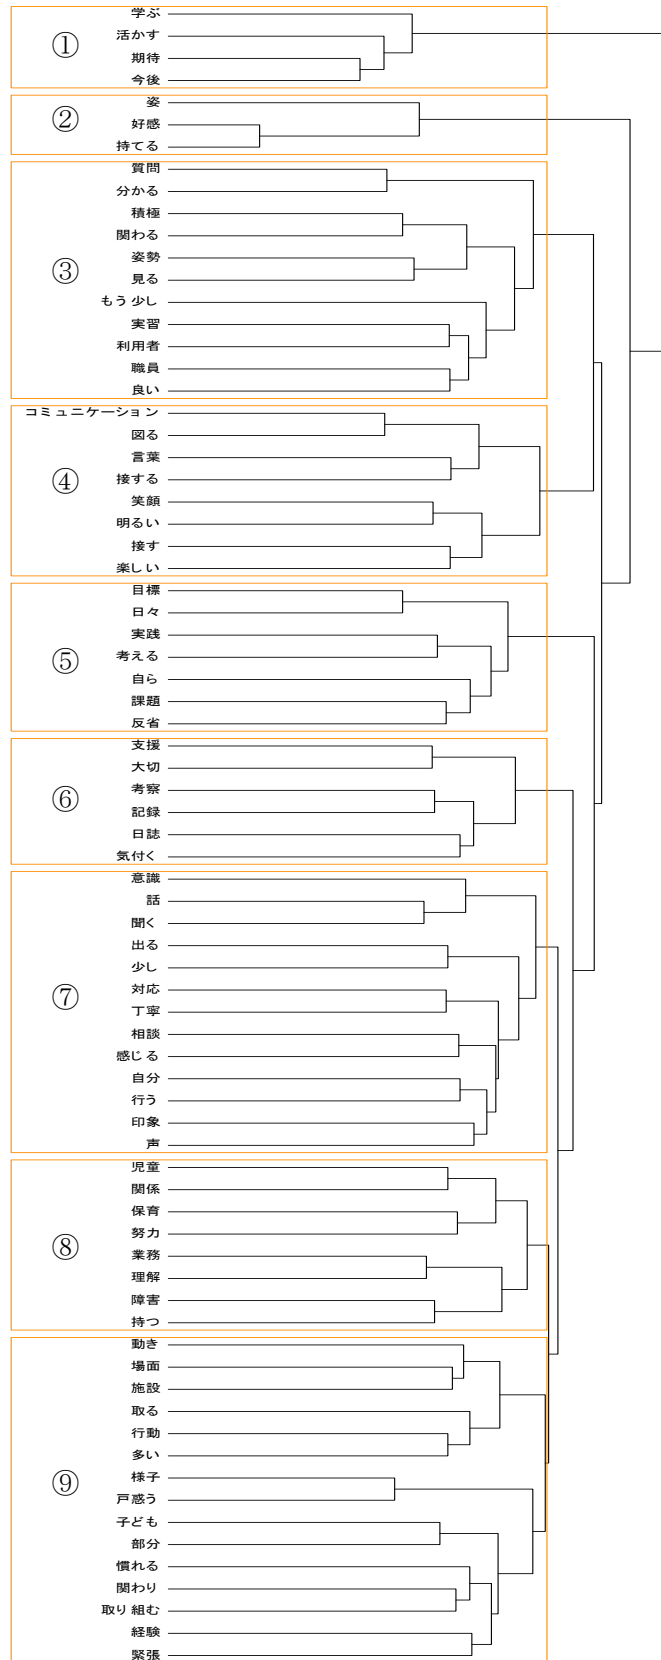 ①
学ぶ
活かす
期待
今後
②
姿
好感
持てる
③
質問
分かる
積極
関わる
姿勢
見る
もう少し
実習
利用者
職員
良い
④
コミュニケーション
図る
言葉
接する
笑顔
明るい
接す
楽しい
⑤
目標
日々
実践
考える
自ら
課題
反省
⑥
支援
大切
考察
記録
日誌
気付く
⑦
意識
話
聞く
出る
少し
対応
丁寧
相談
感じる
自分
行う
印象
声
⑧
児童
関係
保育
努力
業務
理解
障害
持つ
⑨
動き
場面
施設
取る
行動
多い
様子
戸惑う
子ども
部分
慣れる
関わり
取り組む
経験
緊張